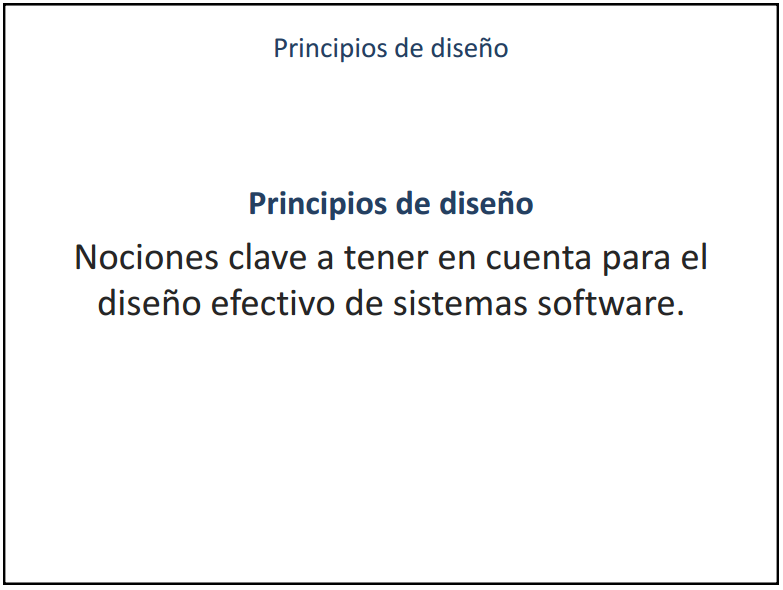 Principios de diseño
Principios de diseño
Nociones clave a tener en cuenta para el
diseño efectivo de sistemas software.